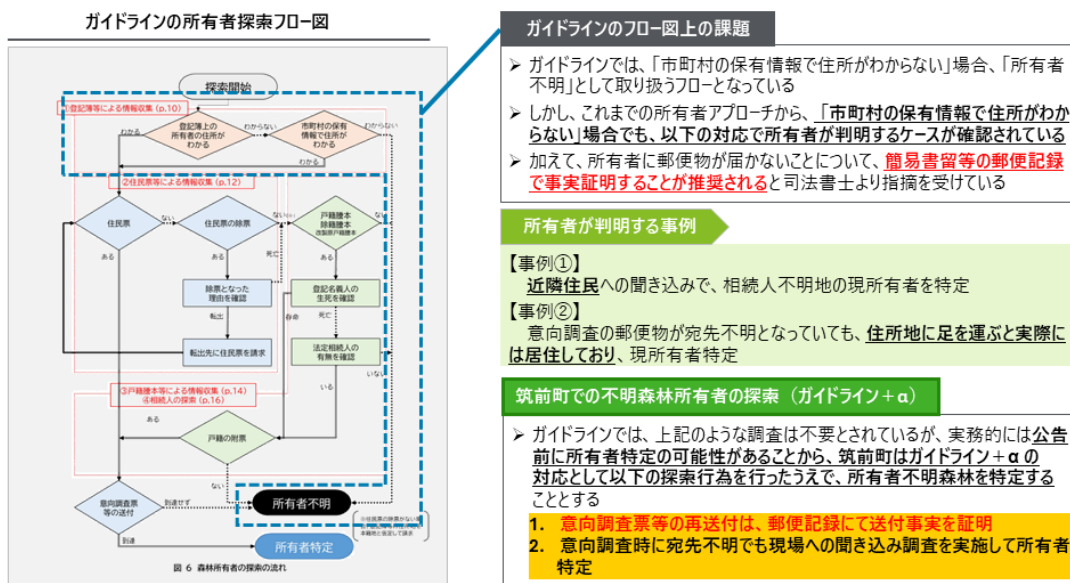 ガイドラインの所有者探索フロー図
探索開始
①登記簿等による情報収集(p.10)
わかる
登記簿上の
所有者の住所が
わかる
わからない
市町村の保有
情報で住所が
わかる
わからない
わかる
②住民票等による情報収集(p.12)
住民票
ない
住民票の除票
ない
戸籍謄本
除籍謄本
改製原戸籍謄本
ない
ある
死亡
ある
ある
除票となった
理由を確認
登記名義人の
生死を確認
転出
存命
死亡
転出先に住民票を請求
法定相続人の
有無を確認
いない
いる
③戸籍謄本等による情報収集(p.14)
④相続人の探索(p.16)
ある
戸籍の附票
ない
意向調査票
等の送付
到達せず
所有者不明
到達
所有者特定
図 6 森林所有者の探索の流れ
ガイドラインのフロー図上の課題
➢ ガイドラインでは、「市町村の保有情報で住所がわからない」場合、「所有者
不明」として取り扱うフローとなっている
➢ しかし、これまでの所有者アプローチから、「市町村の保有情報で住所がわか
らない」場合でも、以下の対応で所有者が判明するケースが確認されている
➢ 加えて、所有者に郵便物が届かないことについて、簡易書留等の郵便記録
で事実証明することが推奨されると司法書士より指摘を受けている
所有者が判明する事例
【事例①】
近隣住民への聞き込みで、相続人不明地の現所有者を特定
【事例②】
意向調査の郵便物が宛先不明となっていても、住所地に足を運ぶと実際に
は居住しており、現所有者特定
筑前町での不明森林所有者の探索(ガイドライン+α)
➢ ガイドラインでは、上記のような調査は不要とされているが、実務的には公告
前に所有者特定の可能性があることから、筑前町はガイドライン+α の
対応として以下の探索行為を行ったうえで、所有者不明森林を特定する
こととする
1. 意向調査票等の再送付は、郵便記録にて送付事実を証明
2. 意向調査時に宛先不明でも現場への聞き込み調査を実施して所有者
特定